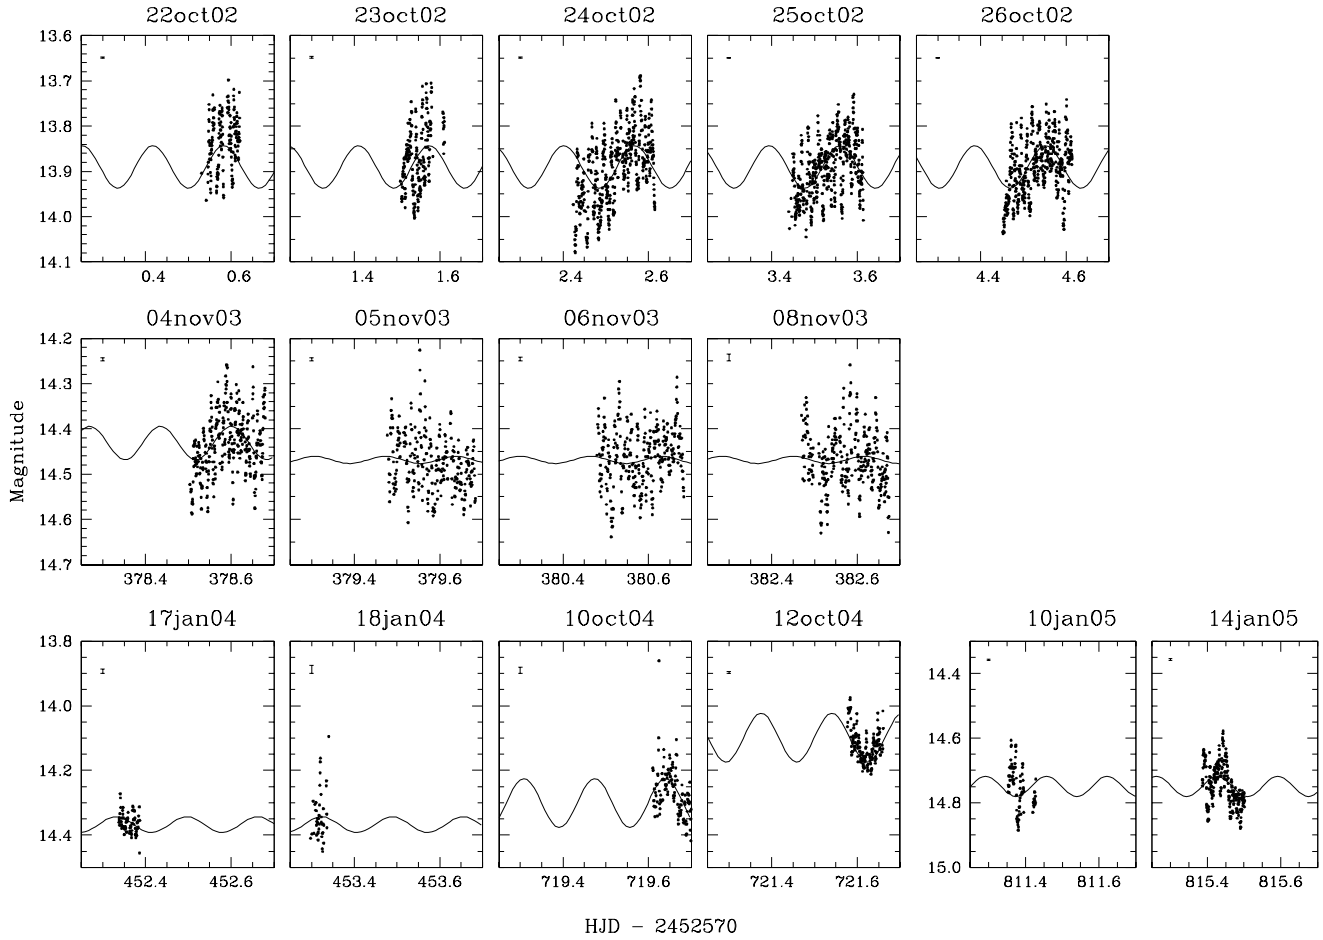 22oct02 23oct02 24oct02 25oct02 26oct02
13.6
13.7
13.8
13.9
14.0
14.1
0.4 0.6 1.4 1.6 2.4 2.6 3.4 3.6 4.4 4.6
04nov03 05nov03 06nov03 08nov03
14.2
14.3
14.4
14.5
14.6
14.7
Magnitude
378.4 378.6 379.4 379.6 380.4 380.6 382.4 382.6
17jan04 18jan04 10oct04 12oct04 10jan05 14jan05
13.8
14.0
14.2
14.4
14.4
14.6
14.8
15.0
452.4 452.6 453.4 453.6 719.4 719.6 721.4 721.6 811.4 811.6 815.4 815.6
HJD − 2452570